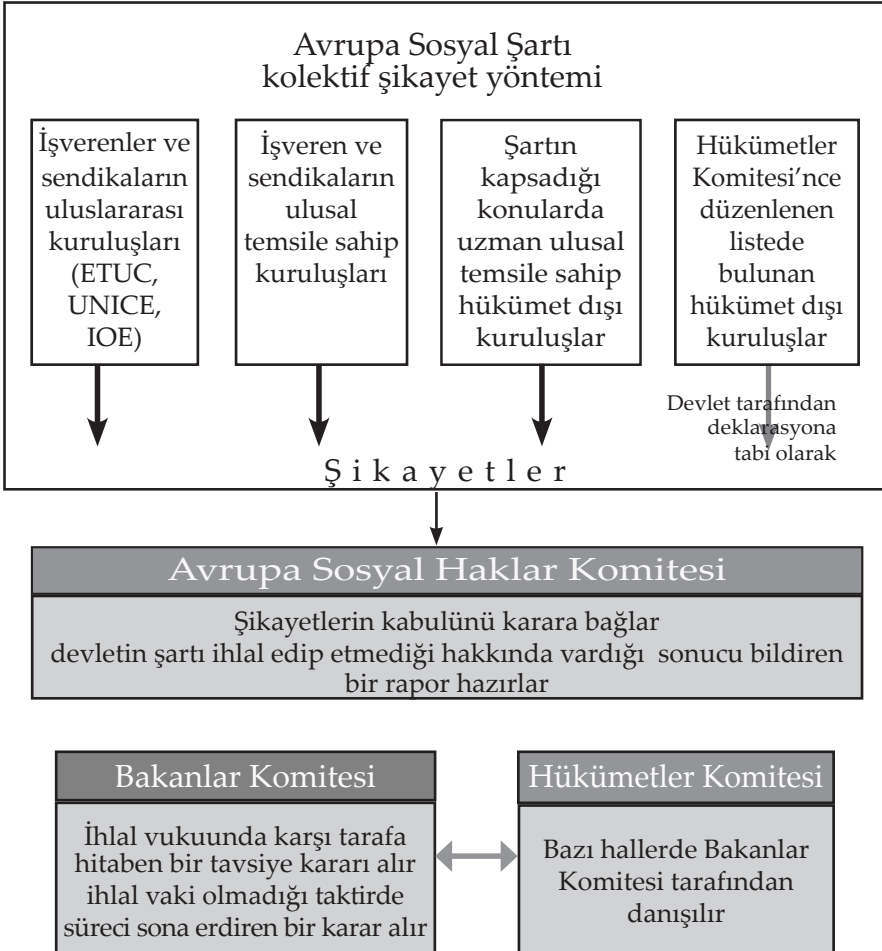 Avrupa Sosyal Şartı
kolektif şikayet yöntemi
İşverenler ve
sendikaların
uluslararası
kuruluşları
(ETUC,
UNICE,
IOE)
İşveren ve
sendikaların
ulusal
temsile sahip
kuruluşları
Şartın
kapsadığı
konularda
uzman ulusal
temsile sahip
hükümet dışı
kuruluşlar
Hükümetler
Komitesi’nce
düzenlenen
listede
bulunan
hükümet dışı
kuruluşlar
Devlet tarafından
deklarasyona
tabi olarak
Şikayetler
Avrupa Sosyal Haklar Komitesi
Şikayetlerin kabulünü karara bağlar
devletin şartı ihlal edip etmediği hakkında vardığı sonucu bildiren
bir rapor hazırlar
Bakanlar Komitesi
İhlal vukuunda karşı tarafa
hitaben bir tavsiye kararı alır
ihlal vaki olmadığı taktirde
süreci sona erdiren bir karar alır
Hükümetler Komitesi
Bazı hallerde Bakanlar
Komitesi tarafından
danışılır